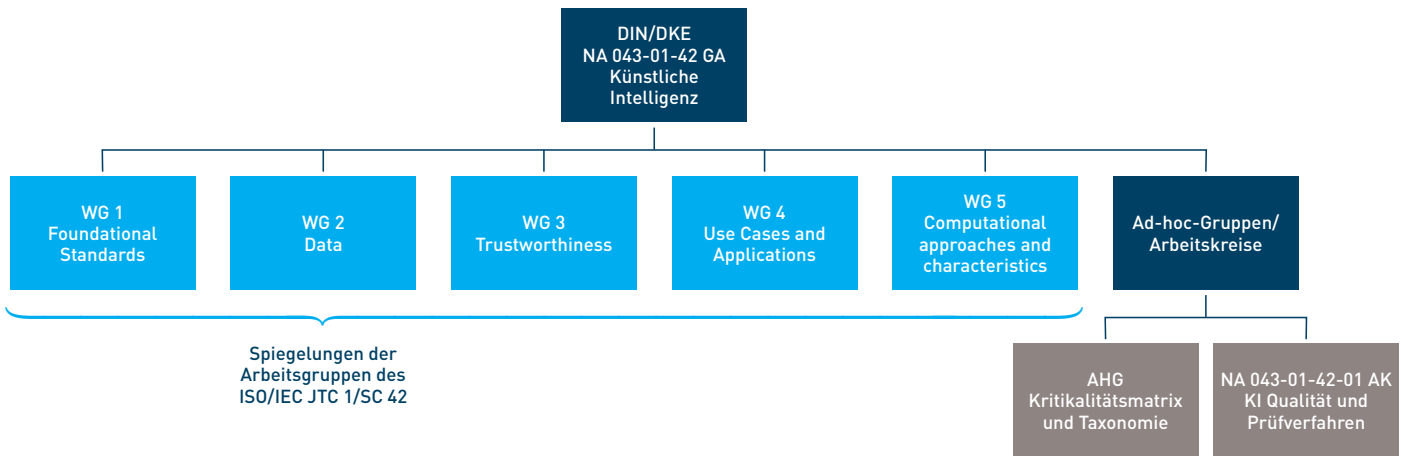 DIN/DKE
NA 043-01-42 GA
Künstliche
Intelligenz
WG 1
Foundational
Standards
WG 2
Data
WG 3
Trustworthiness
WG 4
Use Cases and
Applications
WG 5
Computational
approaches and
characteristics
Ad-hoc-Gruppen/
Arbeitskreise
Spiegelungen der
Arbeitsgruppen des
ISO/IEC JTC 1/SC 42
AHG
Kritikalitätsmatrix
und Taxonomie
NA 043-01-42-01 AK
KI Qualität und
Prüfverfahren